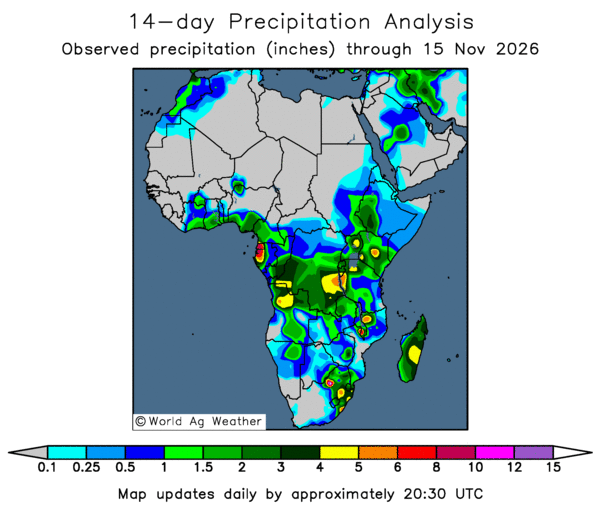 14-day Precipitation Analysis
Observed precipitation (inches) through 15 Nov 2026
© World Ag Weather
0.1 0.25 0.5 1 1.5 2 3 4 5 6 8 10 12 15
Map updates daily by approximately 20:30 UTC